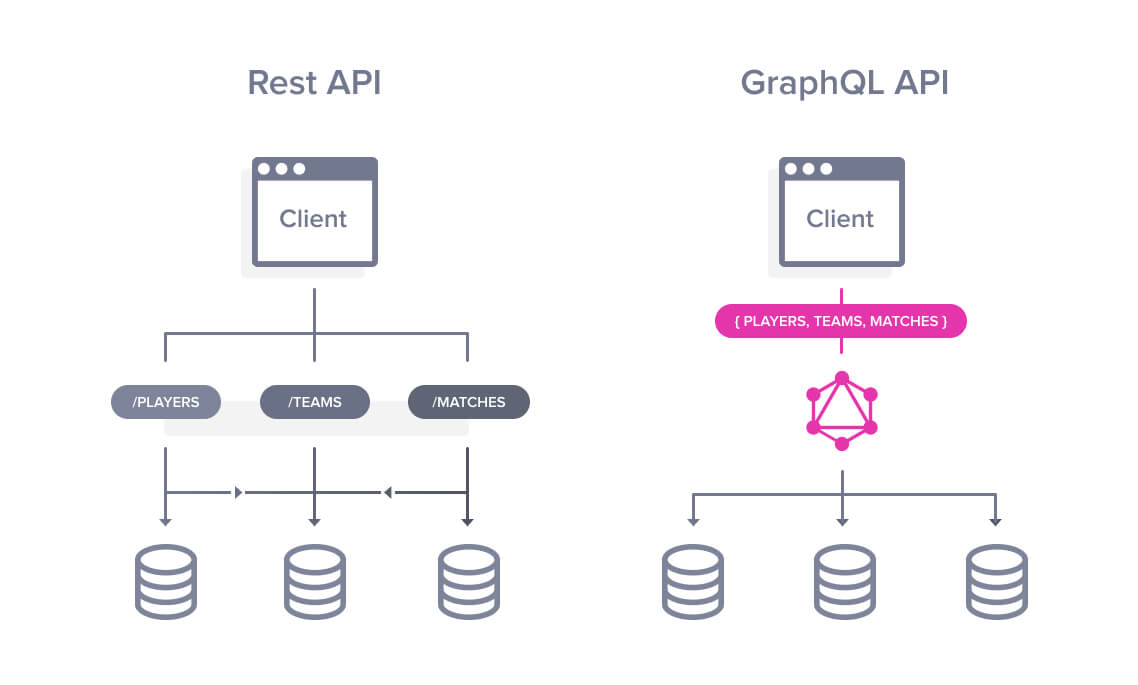 Rest API
GraphQL API
Client
Client
{ PLAYERS, TEAMS, MATCHES }
/PLAYERS
/TEAMS
/MATCHES